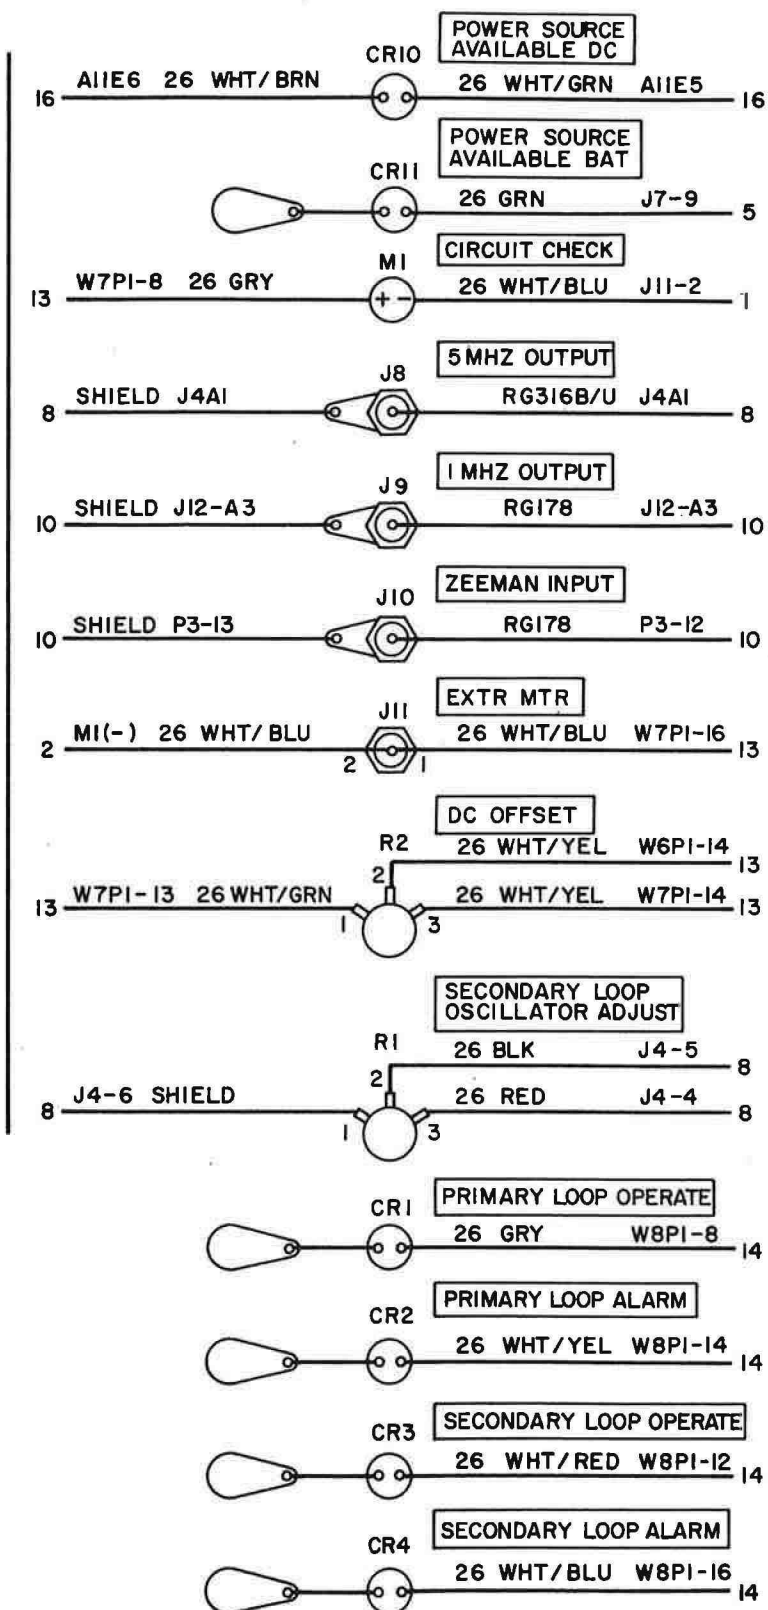 POWER SOURCE
AVAILABLE DC
CR10
16 A11E6 26 WHT/BRN 26 WHT/GRN A11E5 16
POWER SOURCE
AVAILABLE BAT
CR11
26 GRN J7-9 5
CIRCUIT CHECK
M1
13 W7P1-8 26 GRY + - 26 WHT/BLU J11-2 1
5 MHZ OUTPUT
J8
8 SHIELD J4A1 RG316B/U J4A1 8
1 MHZ OUTPUT
J9
10 SHIELD J12-A3 RG178 J12-A3 10
ZEEMAN INPUT
J10
10 SHIELD P3-13 RG178 P3-12 10
EXTR MTR
J11
2 M1(-) 26 WHT/BLU 26 WHT/BLU W7P1-16 13
2 1
DC OFFSET
R2 26 WHT/YEL W6P1-14 13
2
13 W7P1-13 26 WHT/GRN 26 WHT/YEL W7P1-14 13
1 3
SECONDARY LOOP
OSCILLATOR ADJUST
R1 26 BLK J4-5 8
2
8 J4-6 SHIELD 26 RED J4-4 8
1 3
PRIMARY LOOP OPERATE
CR1
26 GRY W8P1-8 14
PRIMARY LOOP ALARM
CR2
26 WHT/YEL W8P1-14 14
SECONDARY LOOP OPERATE
CR3
26 WHT/RED W8P1-12 14
SECONDARY LOOP ALARM
CR4
26 WHT/BLU W8P1-16 14